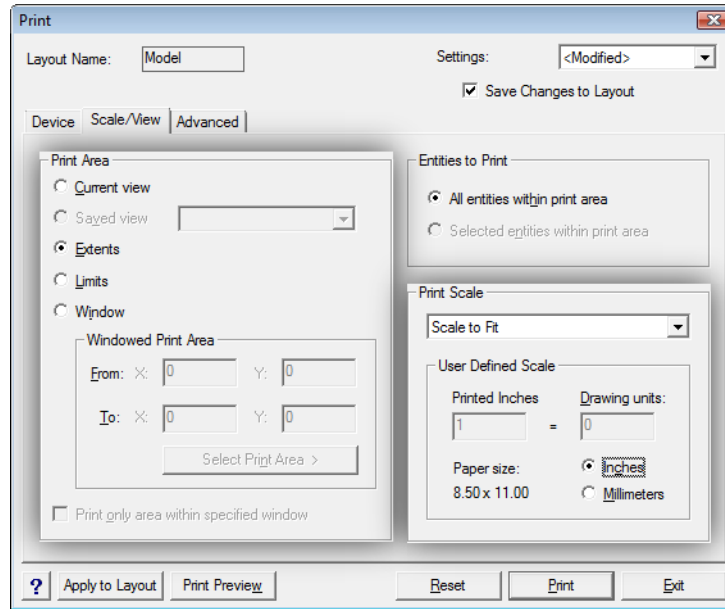 Print
Layout Name: Model
Settings: <Modified>
Save Changes to Layout
Device Scale/View Advanced
Print Area
Current view
Saved view
Extents
Limits
Window
Windowed Print Area
From: X: 0 Y: 0
To: X: 0 Y: 0
Select Print Area >
Print only area within specified window
Entities to Print
All entities within print area
Selected entities within print area
Print Scale
Scale to Fit
User Defined Scale
Printed Inches Drawing units:
1 = 0
Paper size: Inches
8.50 x 11.00 Millimeters
? Apply to Layout Print Preview Reset Print Exit